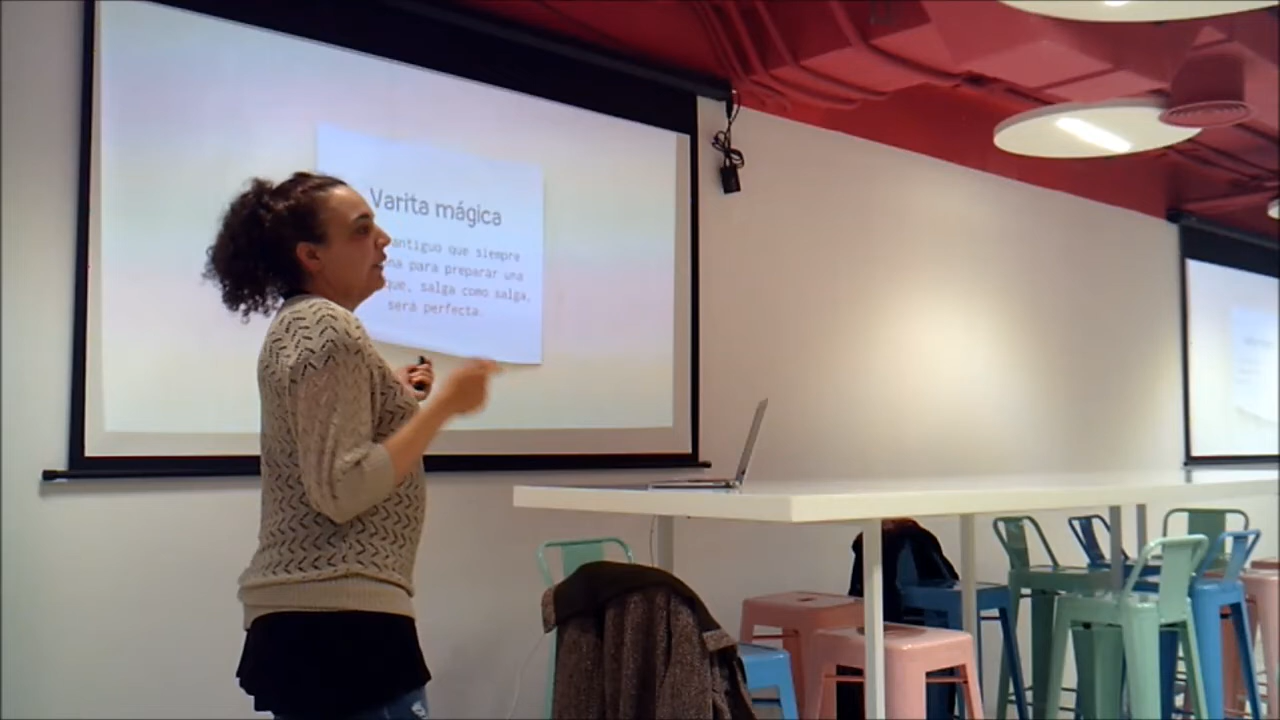 Varita mágica
antiguo que siempre
na para preparar una
que, salga como salga,
será perfecta.